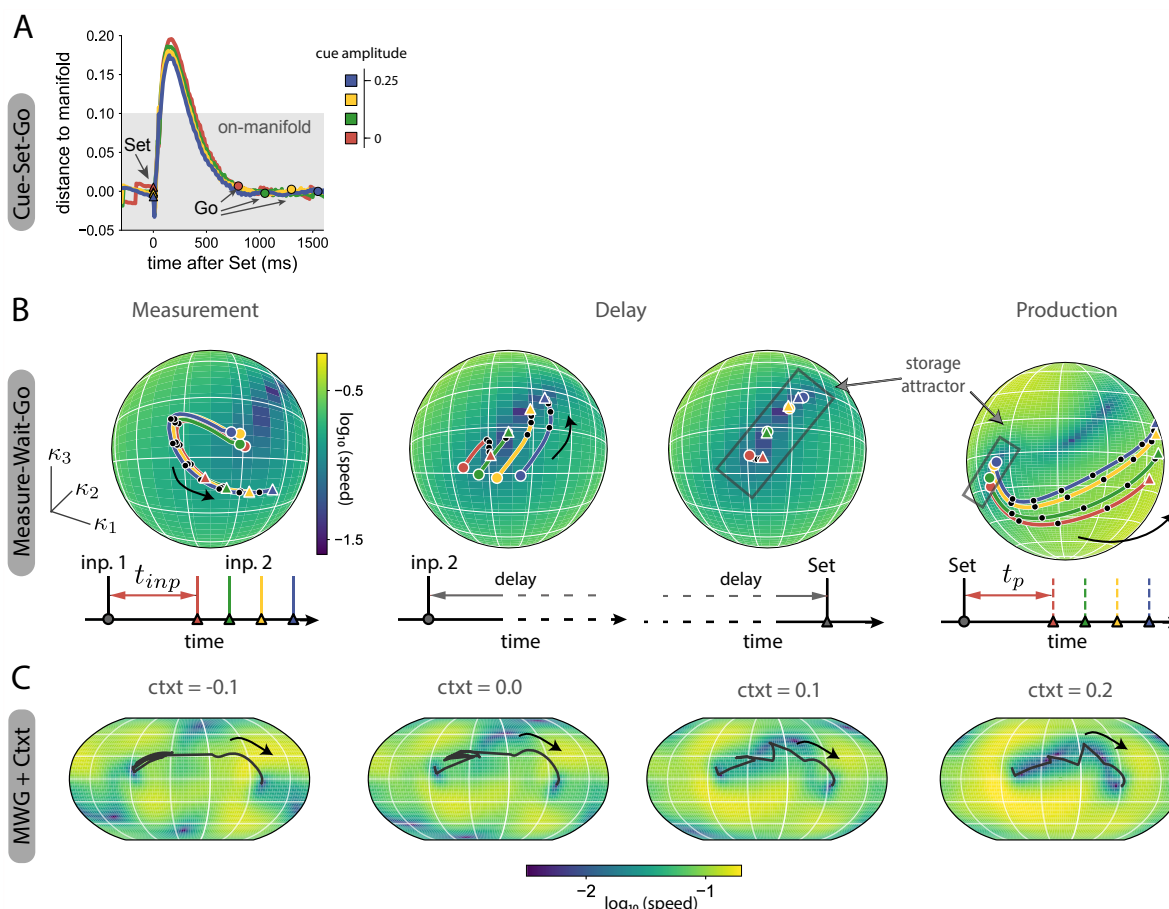 A
Cue-Set-Go
distance to manifold
0.20
0.15
0.10
0.05
0.00
−0.05
Set
on-manifold
Go
0
500
1000
1500
time after Set (ms)
cue amplitude
0.25
0
B
Measure-Wait-Go
Measurement
Delay
Production
storage
attractor
−0.5
−1.5
log₁₀ (speed)
κ₃
κ₂
κ₁
inp. 1
t_inp
inp. 2
time
inp. 2
delay
time
delay
Set
time
Set
t_p
time
C
MWG + Ctxt
ctxt = -0.1
ctxt = 0.0
ctxt = 0.1
ctxt = 0.2
−2
−1
log₁₀ (speed)